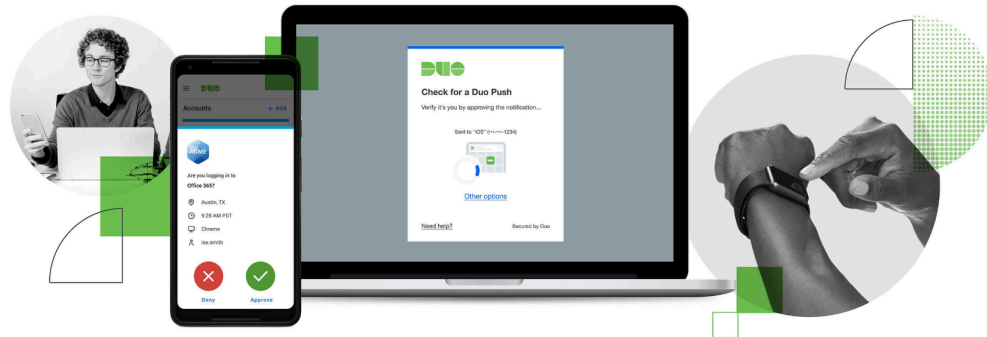 DUO
Accounts
+ Add
ACME
Are you logging in to
Office 365?
Austin, TX
9:28 AM PDT
Chrome
lee.smith
Deny
Approve
DUO
Check for a Duo Push
Verify it's you by approving the notification...
Sent to "iOS" (•••-•••-1234)
Other options
Need help?
Secured by Duo